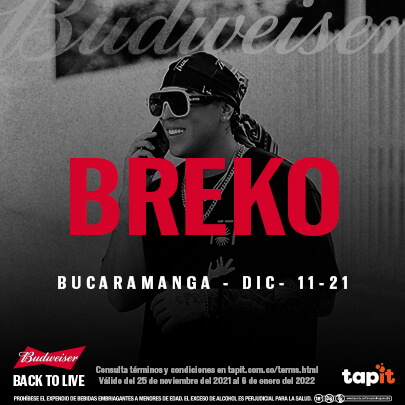 Budweiser
BREKO
BUCARAMANGA - DIC- 11-21
Budweiser
BACK TO LIVE
Consulta términos y condiciones en tapit.com.co/terms.html
Válido del 25 de noviembre del 2021 al 6 de enero del 2022
tapit
PROHÍBESE EL EXPENDIO DE BEBIDAS EMBRIAGANTES A MENORES DE EDAD. EL EXCESO DE ALCOHOL ES PERJUDICIAL PARA LA SALUD.